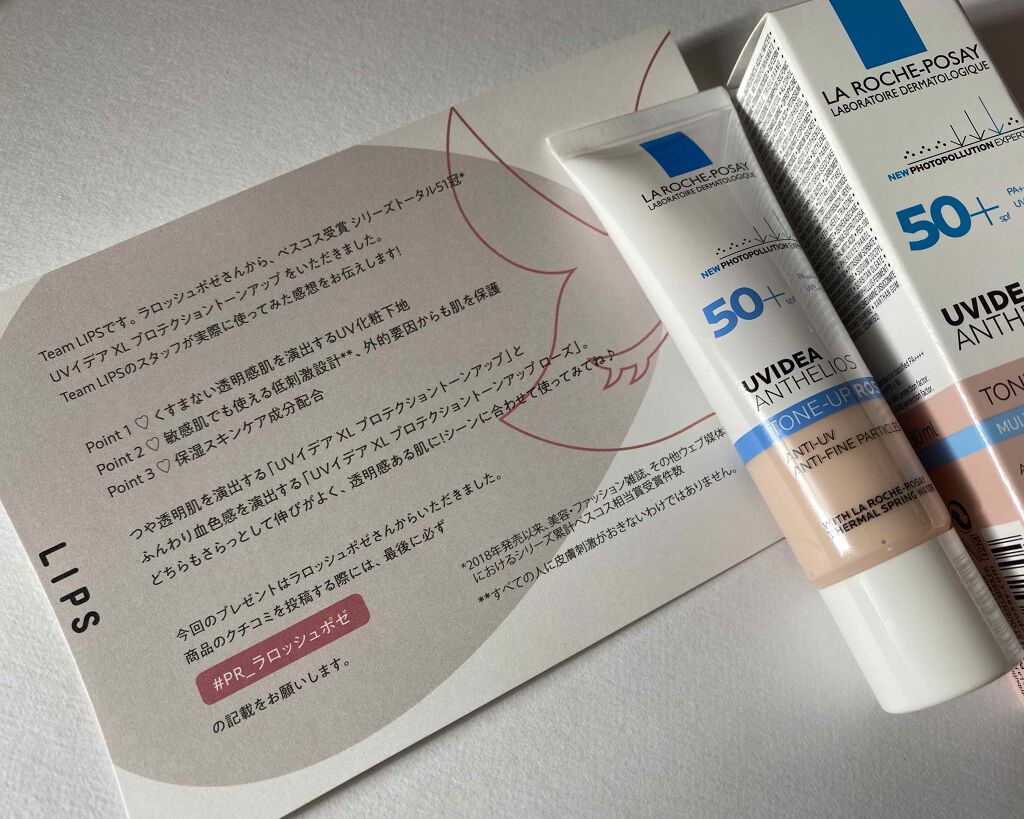 Team LIPSです。ラロッシュポゼさんから、ベスコス受賞 シリーズトータル51冠*
UVイデア XL プロテクショントーンアップ をいただきました。
Team LIPSのスタッフが実際に使ってみた感想をお伝えします!
Point 1 ♡ くすまない透明感肌を演出するUV化粧下地
Point 2 ♡ 敏感肌でも使える低刺激設計**、外的要因からも肌を保護
Point 3 ♡ 保湿スキンケア成分配合
つや透明肌を演出する「UVイデア XL プロテクショントーンアップ」と
ふんわり血色感を演出する「UVイデア XL プロテクショントーンアップ ローズ」。
どちらもさらっとして伸びがよく、透明感ある肌に!シーンに合わせて使ってみてね♪
今回のプレゼントはラロッシュポゼさんからいただきました。
商品のクチコミを投稿する際には、最後に必ず
#PR_ラロッシュポゼ
の記載をお願いします。
*2018年発売以来、美容・ファッション雑誌、その他ウェブ媒体
におけるシリーズ累計ベスコス相当賞受賞件数
**すべての人に皮膚刺激がおきないわけではありません。
LIPS
LA ROCHE-POSAY
LABORATOIRE DERMATOLOGIQUE
NEW PHOTOPOLLUTION EXPER
50+ spf
UVIDEA
ANTHELIOS
TONE-UP ROS
ANTI-UV
ANTI-FINE PARTICLES
WITH LA ROCHE-POSAY
THERMAL SPRING WATER
LA ROCHE-POSAY
LABORATOIRE DERMATOLOGIQUE
NEW PHOTOPOLLUTION EXPERT
50+ spf
PA++
UV
UVIDEA
ANTHE
TON
MUL